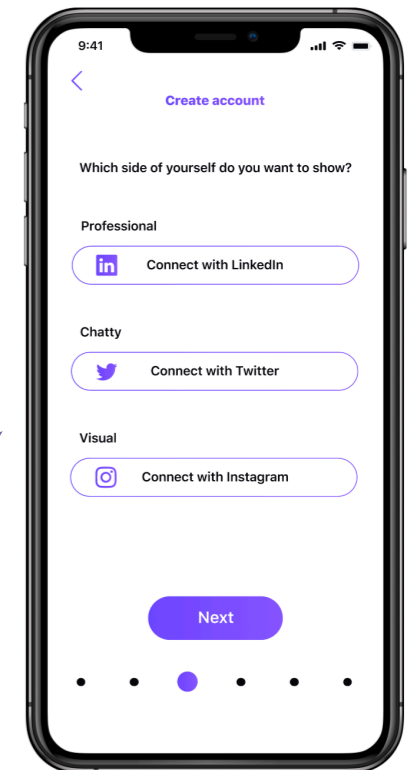 9:41
Create account
Which side of yourself do you want to show?
Professional
in Connect with LinkedIn
Chatty
Connect with Twitter
Visual
Connect with Instagram
Next